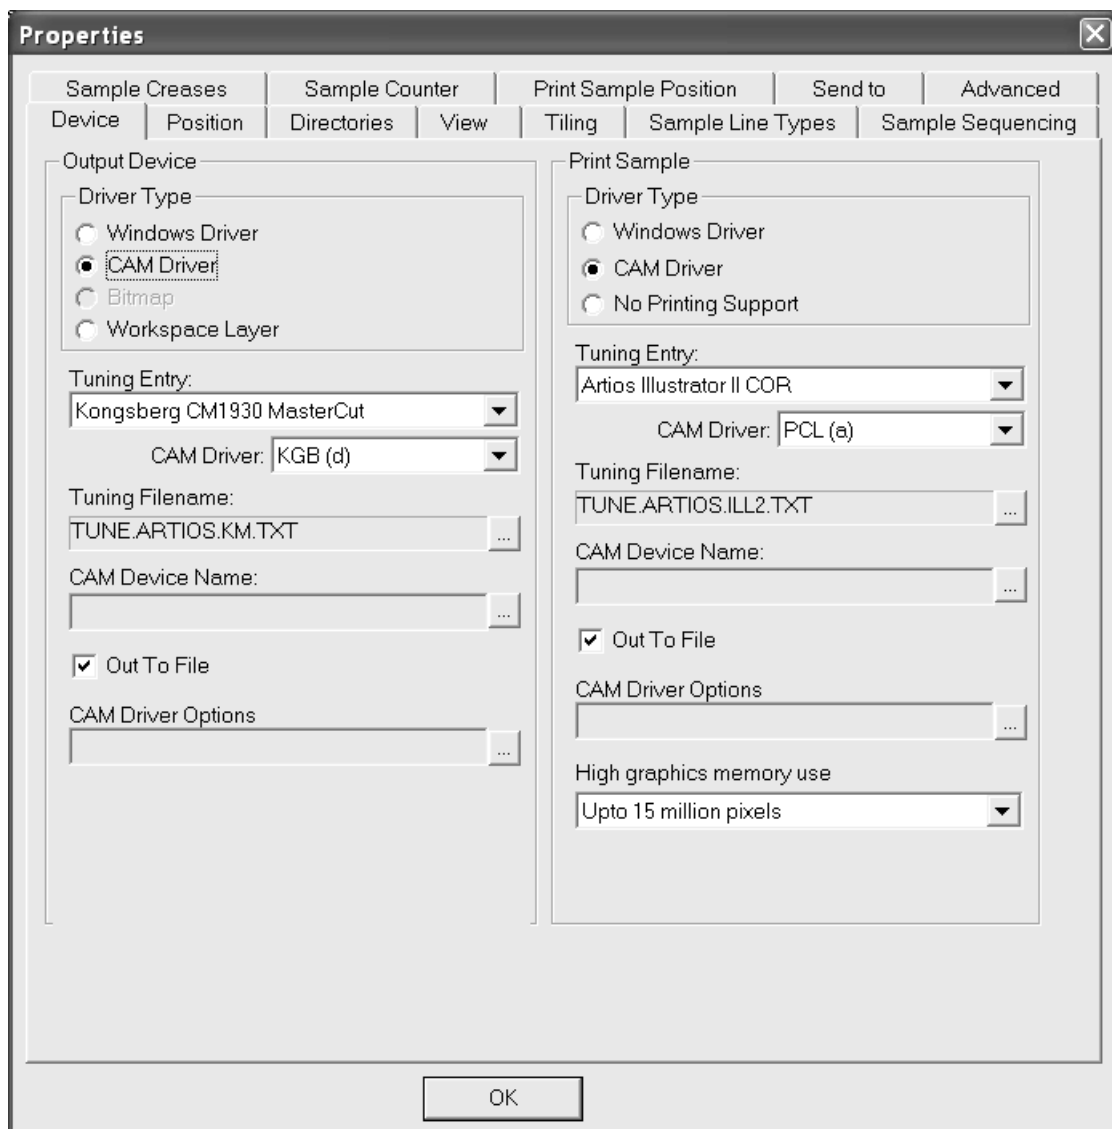 Properties
Sample Creases
Sample Counter
Print Sample Position
Send to
Advanced
Device
Position
Directories
View
Tiling
Sample Line Types
Sample Sequencing
Output Device
Driver Type
Windows Driver
CAM Driver
Bitmap
Workspace Layer
Tuning Entry:
Kongsberg CM1930 MasterCut
CAM Driver: KGB (d)
Tuning Filename:
TUNE.ARTIOS.KM.TXT
...
CAM Device Name:
...
Out To File
CAM Driver Options
...
Print Sample
Driver Type
Windows Driver
CAM Driver
No Printing Support
Tuning Entry:
Artios Illustrator II COR
CAM Driver: PCL (a)
Tuning Filename:
TUNE.ARTIOS.ILL2.TXT
...
CAM Device Name:
...
Out To File
CAM Driver Options
...
High graphics memory use
Upto 15 million pixels
OK